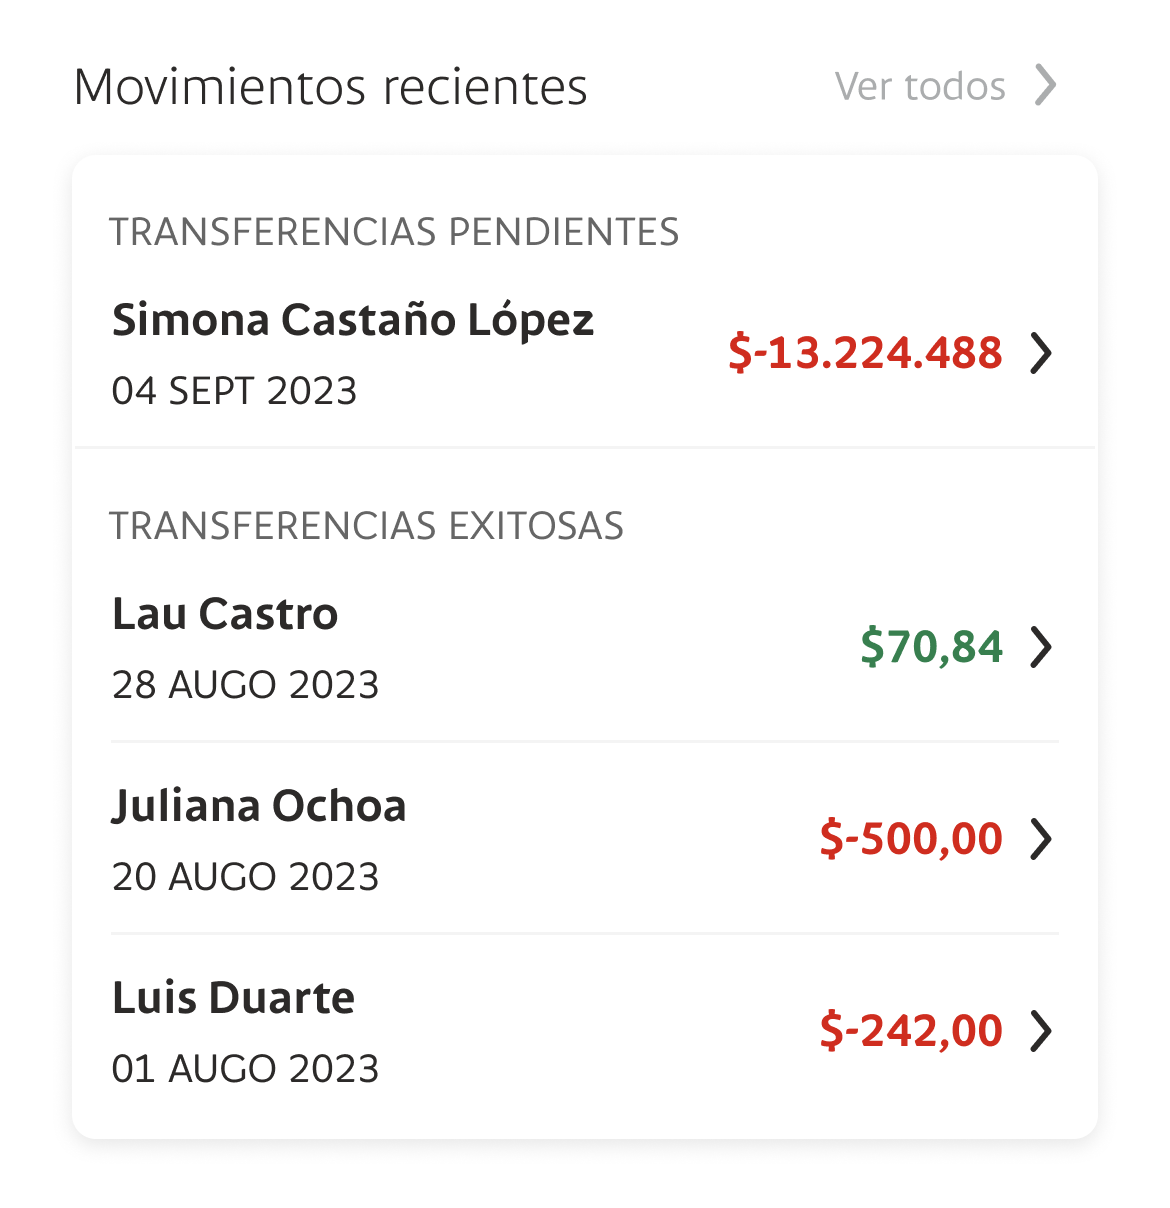 Movimientos recientes
Ver todos
TRANSFERENCIAS PENDIENTES
Simona Castaño López
$-13.224.488
04 SEPT 2023
TRANSFERENCIAS EXITOSAS
Lau Castro
$70,84
28 AUGO 2023
Juliana Ochoa
$-500,00
20 AUGO 2023
Luis Duarte
$-242,00
01 AUGO 2023